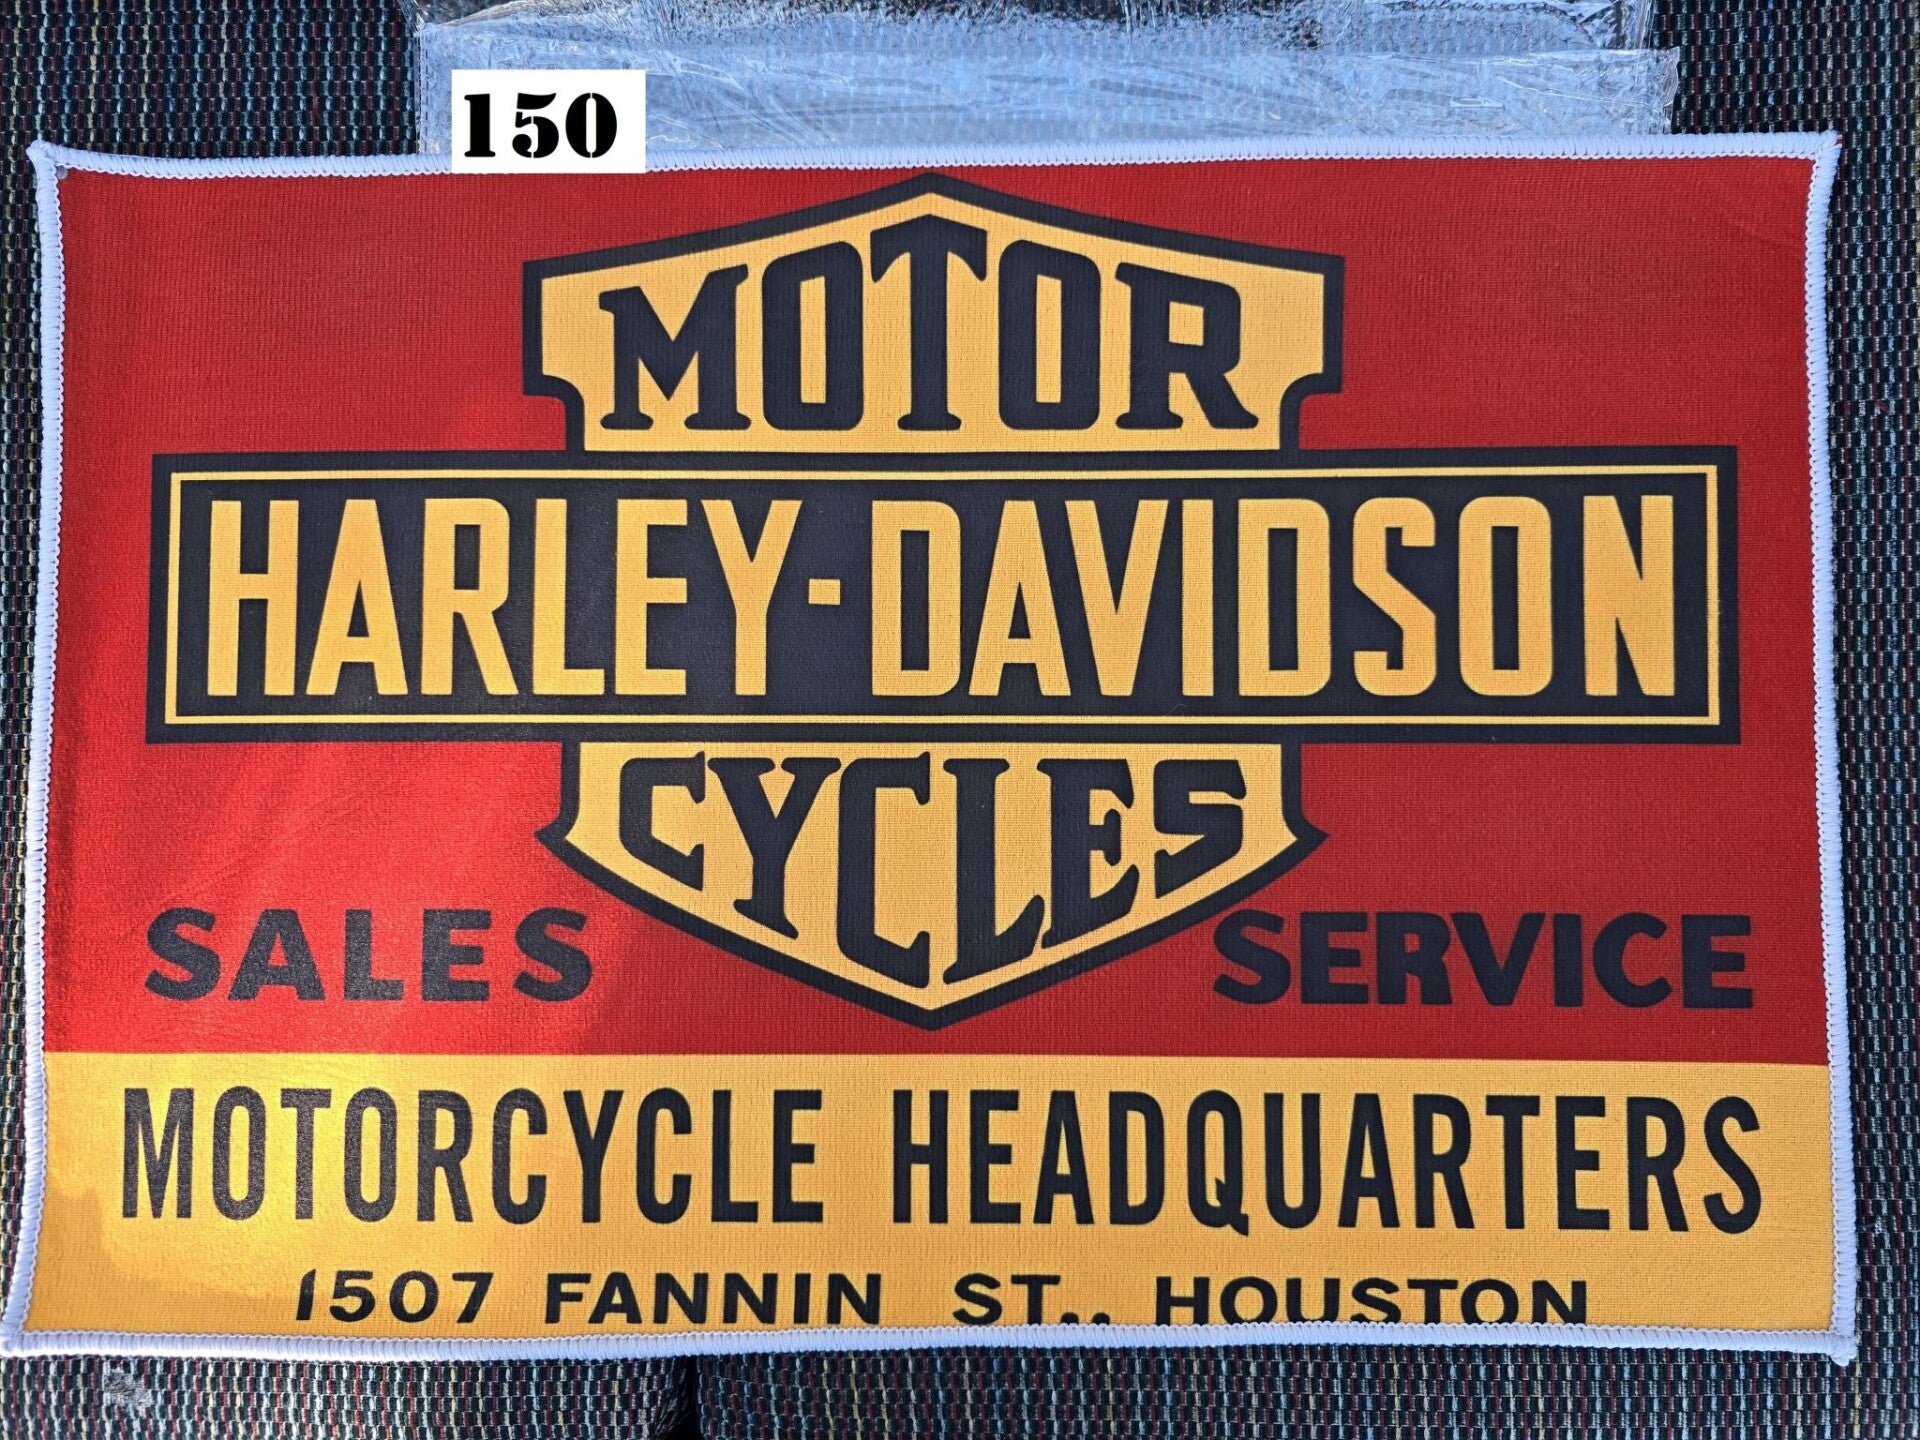 150
MOTOR
HARLEY-DAVIDSON
CYCLES
SALES SERVICE
MOTORCYCLE HEADQUARTERS
1507 FANNIN ST., HOUSTON